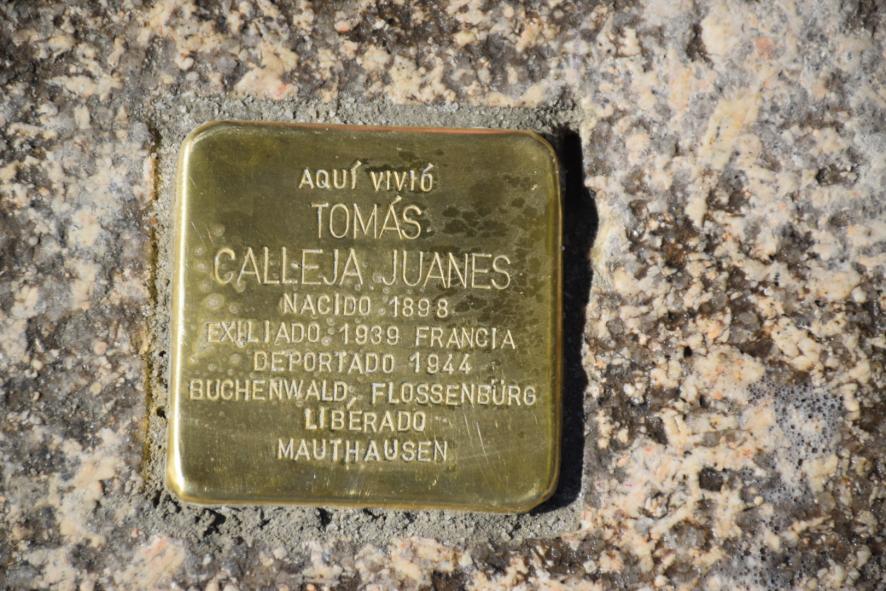 AQUÍ VIVIÓ
TOMÁS
CALLEJA JUANES
NACIDO 1898
EXILIADO 1939 FRANCIA
DEPORTADO 1944
BUCHENWALD, FLOSSENBÜRG
LIBERADO
MAUTHAUSEN